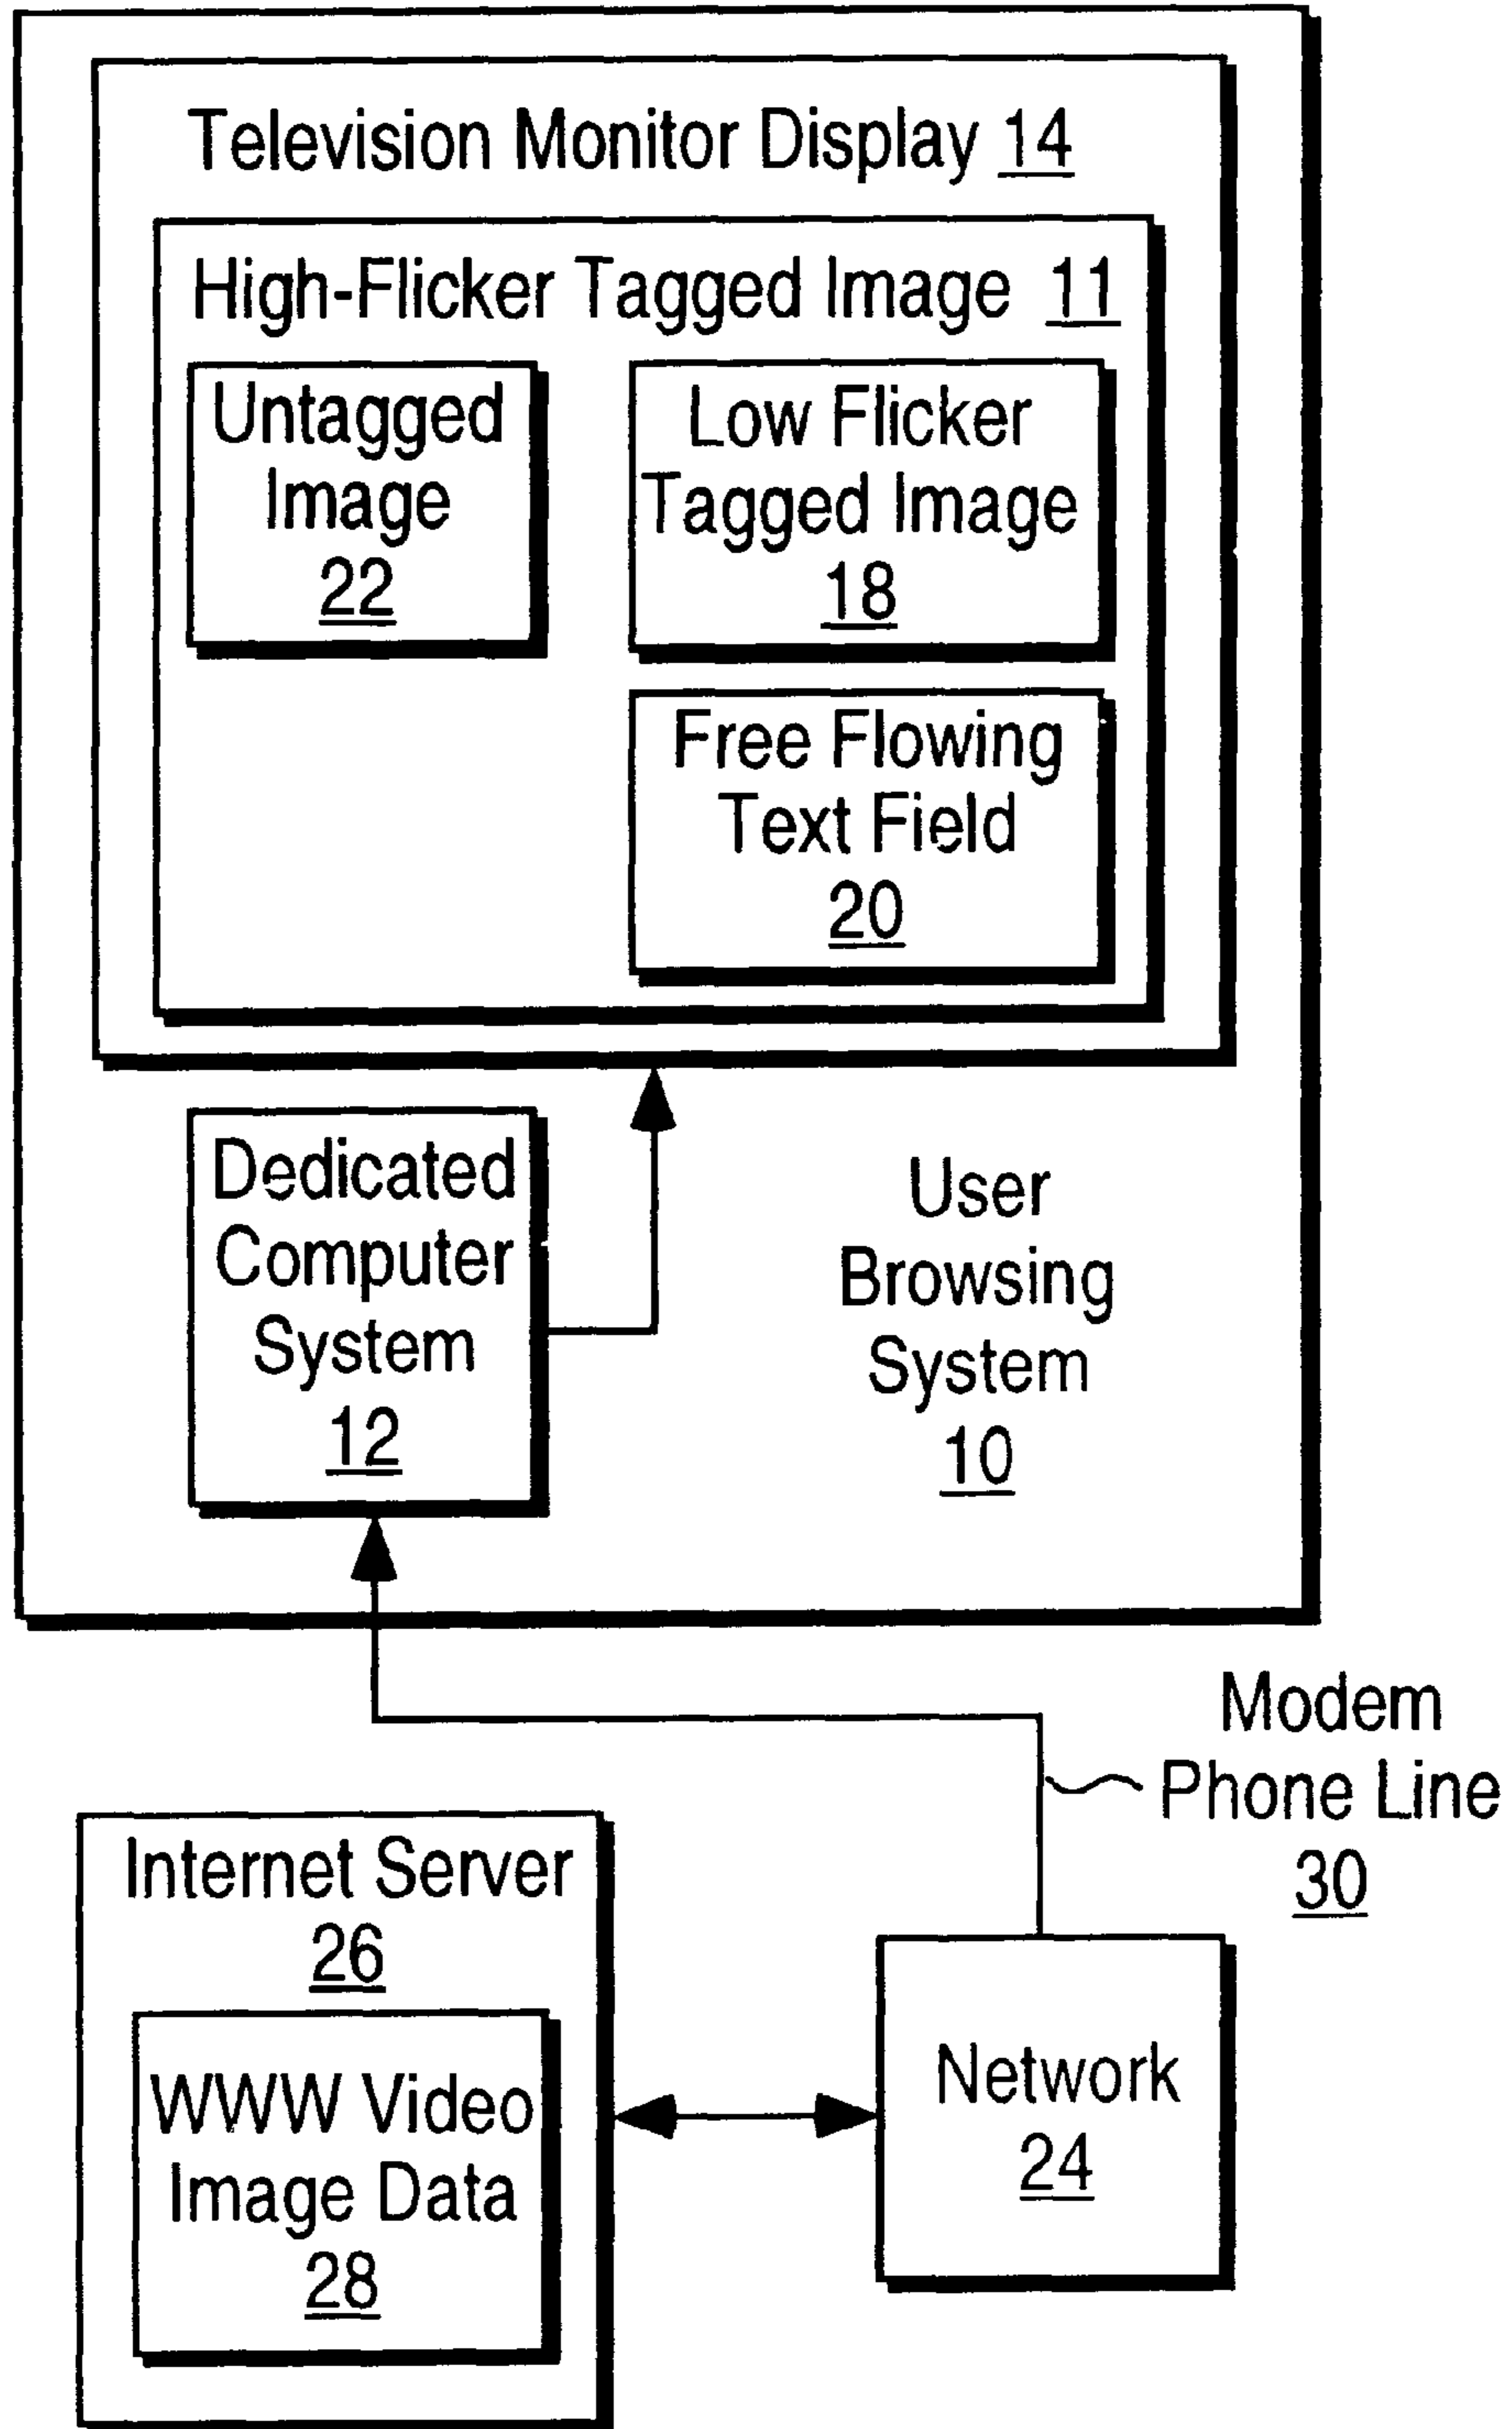 Television Monitor Display 14
High-Flicker Tagged Image 11
Untagged
Image
22
Low Flicker
Tagged Image
18
Free Flowing
Text Field
20
Dedicated
Computer
System
12
User
Browsing
System
10
Modem
Phone Line
30
Internet Server
26
WWW Video
Image Data
28
Network
24